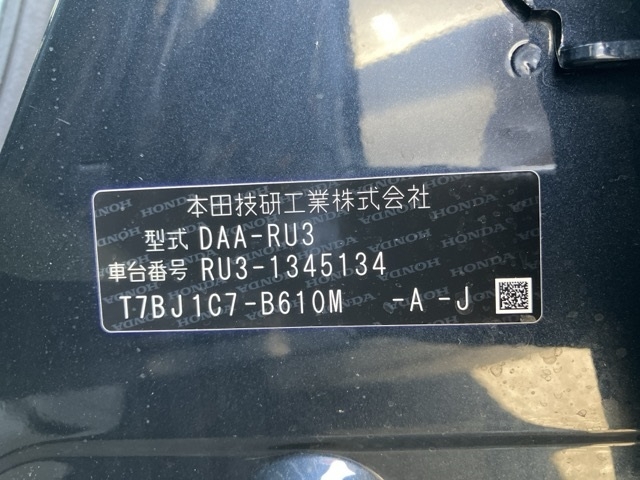 本田技研工業株式会社
型式 DAA-RU3
車台番号 RU3-1345134
T7BJ1C7-B610M -A-J